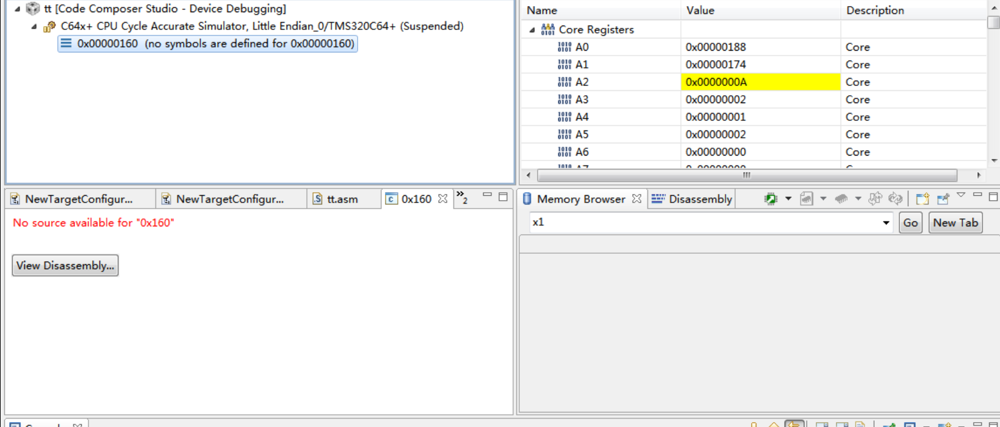 tt [Code Composer Studio - Device Debugging]
C64x+ CPU Cycle Accurate Simulator, Little Endian_0/TMS320C64+ (Suspended)
0x00000160 (no symbols are defined for 0x00000160)
Name Value Description
Core Registers
A0 0x00000188 Core
A1 0x00000174 Core
A2 0x0000000A Core
A3 0x00000002 Core
A4 0x00000001 Core
A5 0x00000002 Core
A6 0x00000000 Core
NewTargetConfigur... NewTargetConfigur... tt.asm 0x160 »2
No source available for "0x160"
View Disassembly...
Memory Browser Disassembly
x1 Go New Tab